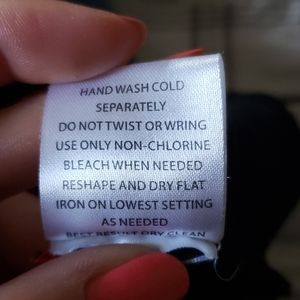 HAND WASH COLD
SEPARATELY
DO NOT TWIST OR WRING
USE ONLY NON-CHLORINE
BLEACH WHEN NEEDED
RESHAPE AND DRY FLAT
IRON ON LOWEST SETTING
AS NEEDED
BEST RESULT DRY CLEAN